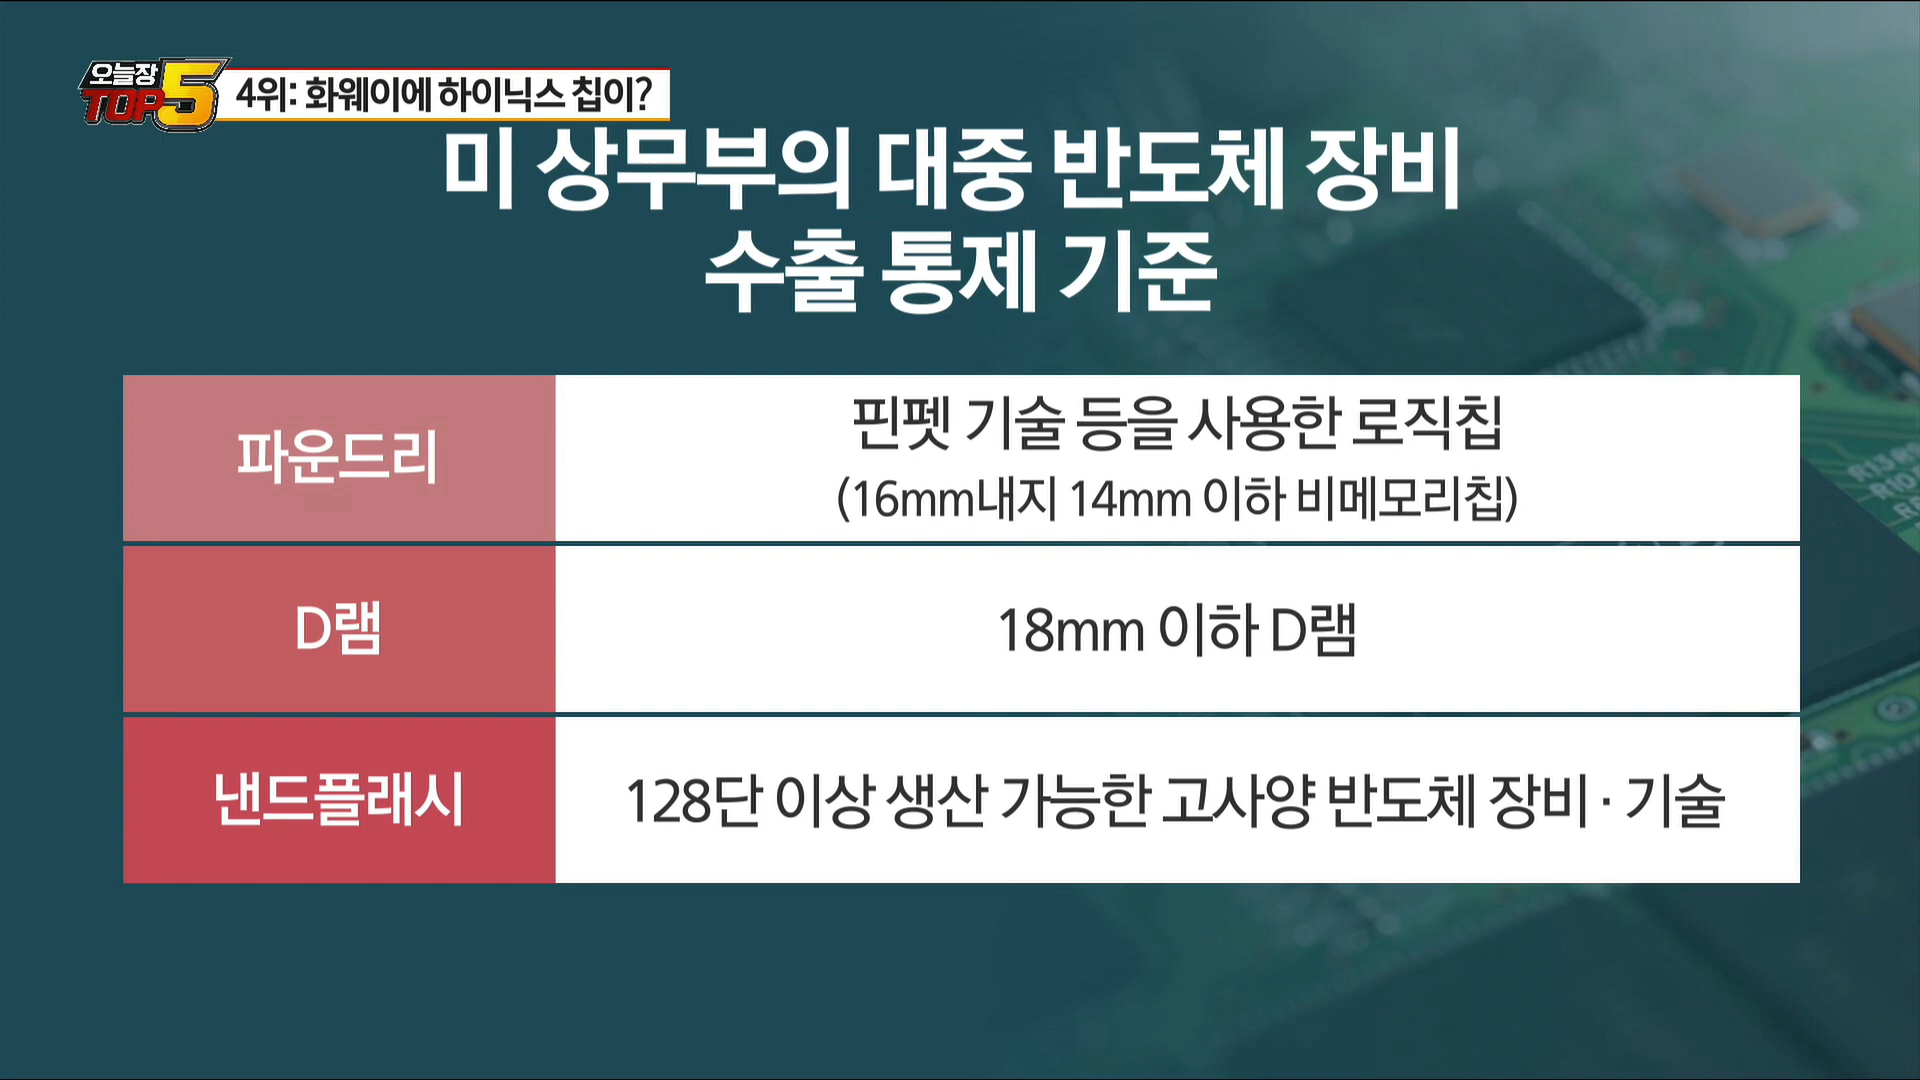 오늘장
TOP5
4위: 화웨이에 하이닉스 칩이?
미 상무부의 대중 반도체 장비
수출 통제 기준
파운드리
핀펫 기술 등을 사용한 로직칩
(16mm내지 14mm 이하 비메모리칩)
D램
18mm 이하 D램
낸드플래시
128단 이상 생산 가능한 고사양 반도체 장비 · 기술